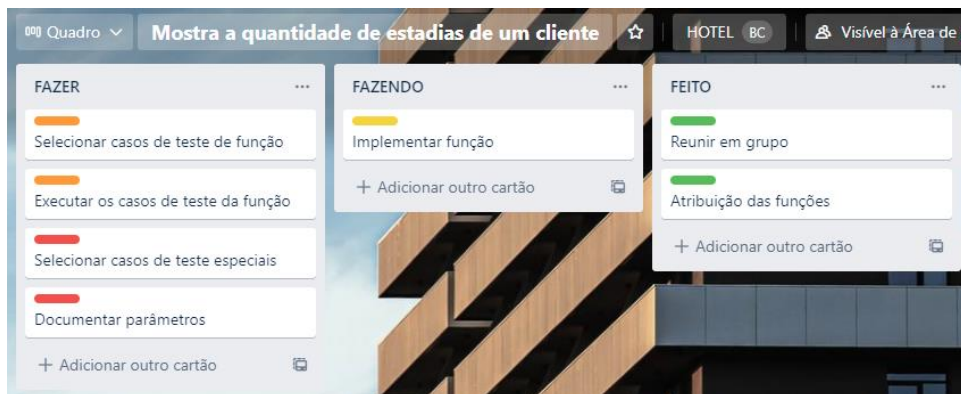 Quadro
Mostra a quantidade de estadias de um cliente
HOTEL BC
Visível à Área de
FAZER
Selecionar casos de teste de função
Executar os casos de teste da função
Selecionar casos de teste especiais
Documentar parâmetros
+ Adicionar outro cartão
FAZENDO
Implementar função
+ Adicionar outro cartão
FEITO
Reunir em grupo
Atribuição das funções
+ Adicionar outro cartão